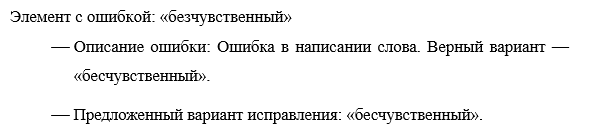 Элемент с ошибкой: «безчувственный»
— Описание ошибки: Ошибка в написании слова. Верный вариант —
«бесчувственный».
— Предложенный вариант исправления: «бесчувственный».